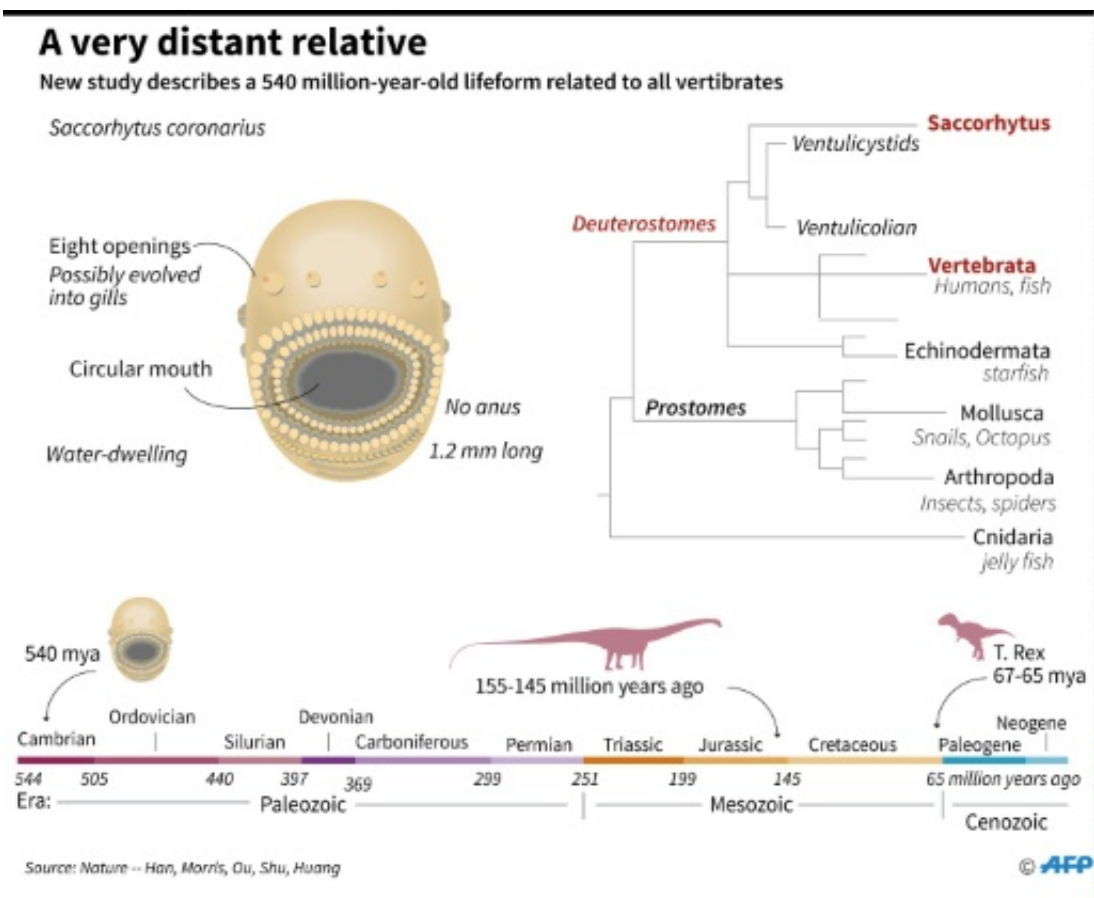 A very distant relative
New study describes a 540 million-year-old lifeform related to all vertibrates
Saccorhytus coronarius
Eight openings
Possibly evolved
into gills
Circular mouth
Water-dwelling
No anus
1.2 mm long
Saccorhytus
Ventulicystids
Deuterostomes
Ventulicolian
Vertebrata
Humans, fish
Echinodermata
starfish
Prostomes
Mollusca
Snails, Octopus
Arthropoda
Insects, spiders
Cnidaria
jelly fish
540 mya
155-145 million years ago
T. Rex
67-65 mya
Cambrian
Ordovician
Silurian
Devonian
Carboniferous
Permian
Triassic
Jurassic
Cretaceous
Paleogene
Neogene
544 505 440 397 369 299 251 199 145 65 million years ago
Era: Paleozoic Mesozoic Cenozoic
Source: Nature -- Han, Morris, Ou, Shu, Huang
© AFP